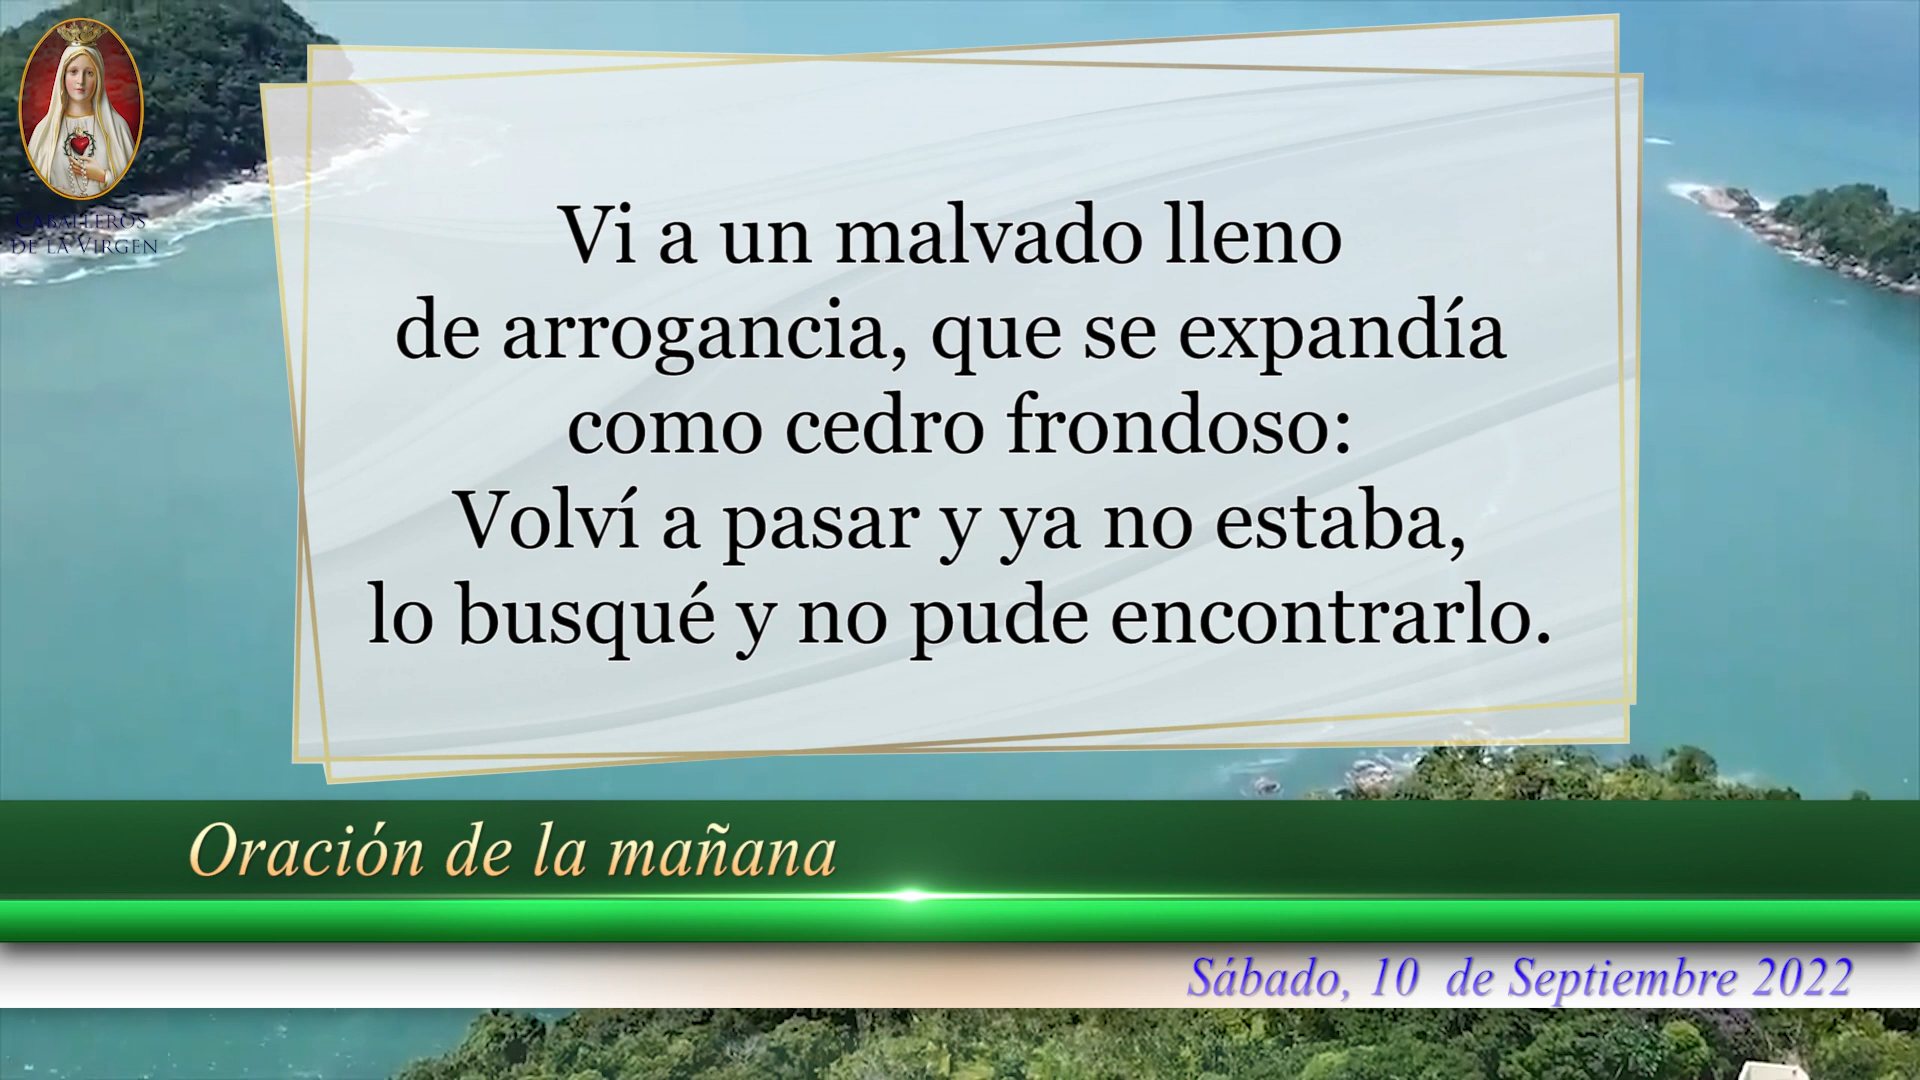 CABALLEROS
DE LA VIRGEN
Vi a un malvado lleno
de arrogancia, que se expandía
como cedro frondoso:
Volví a pasar y ya no estaba,
lo busqué y no pude encontrarlo.
Oración de la mañana
Sábado, 10 de Septiembre 2022